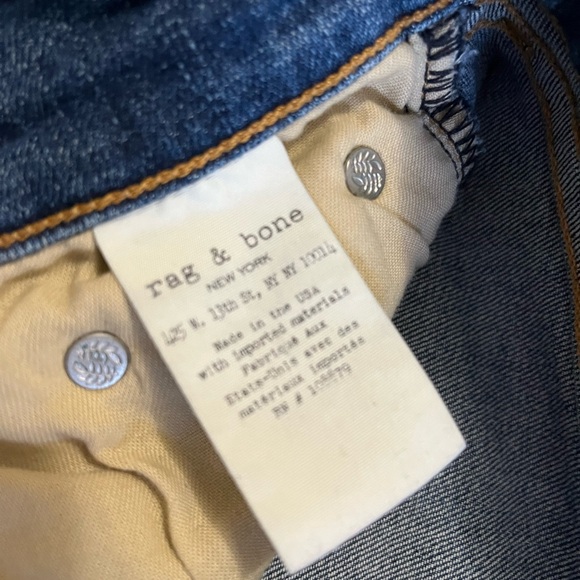 rag & bone
NEW YORK
425 W. 13th St, NY NY 10014
Made in the USA
with imported materials
Fabriqué Aux
Etats-Unis avec des
matériaux importés
RN #